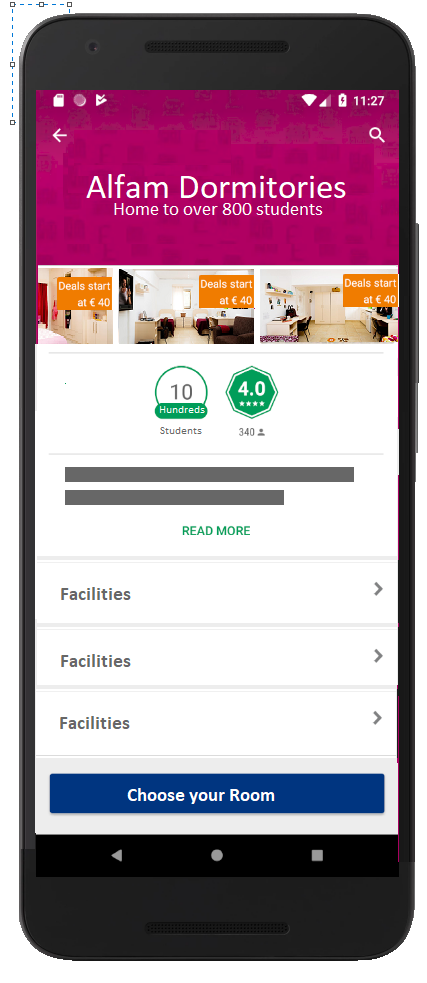 11:27
Alfam Dormitories
Home to over 800 students
Deals start
at € 40
Deals start
at € 40
Deals start
at € 40
10
Hundreds
Students
4.0
340
READ MORE
Facilities
Facilities
Facilities
Choose your Room